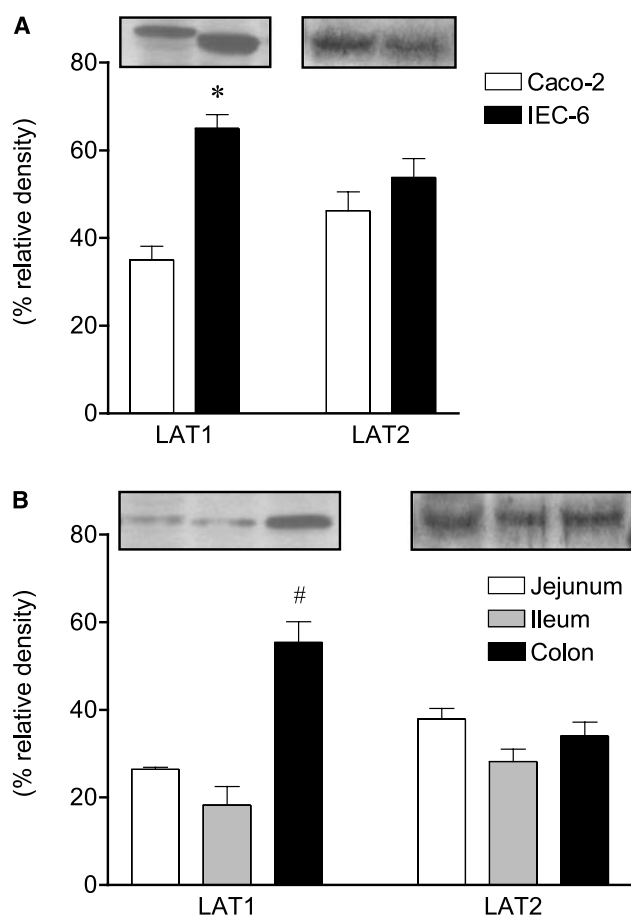 A
80
60
40
20
0
(% relative density)
*
Caco-2
IEC-6
LAT1
LAT2
B
80
60
40
20
0
(% relative density)
#
Jejunum
Ileum
Colon
LAT1
LAT2